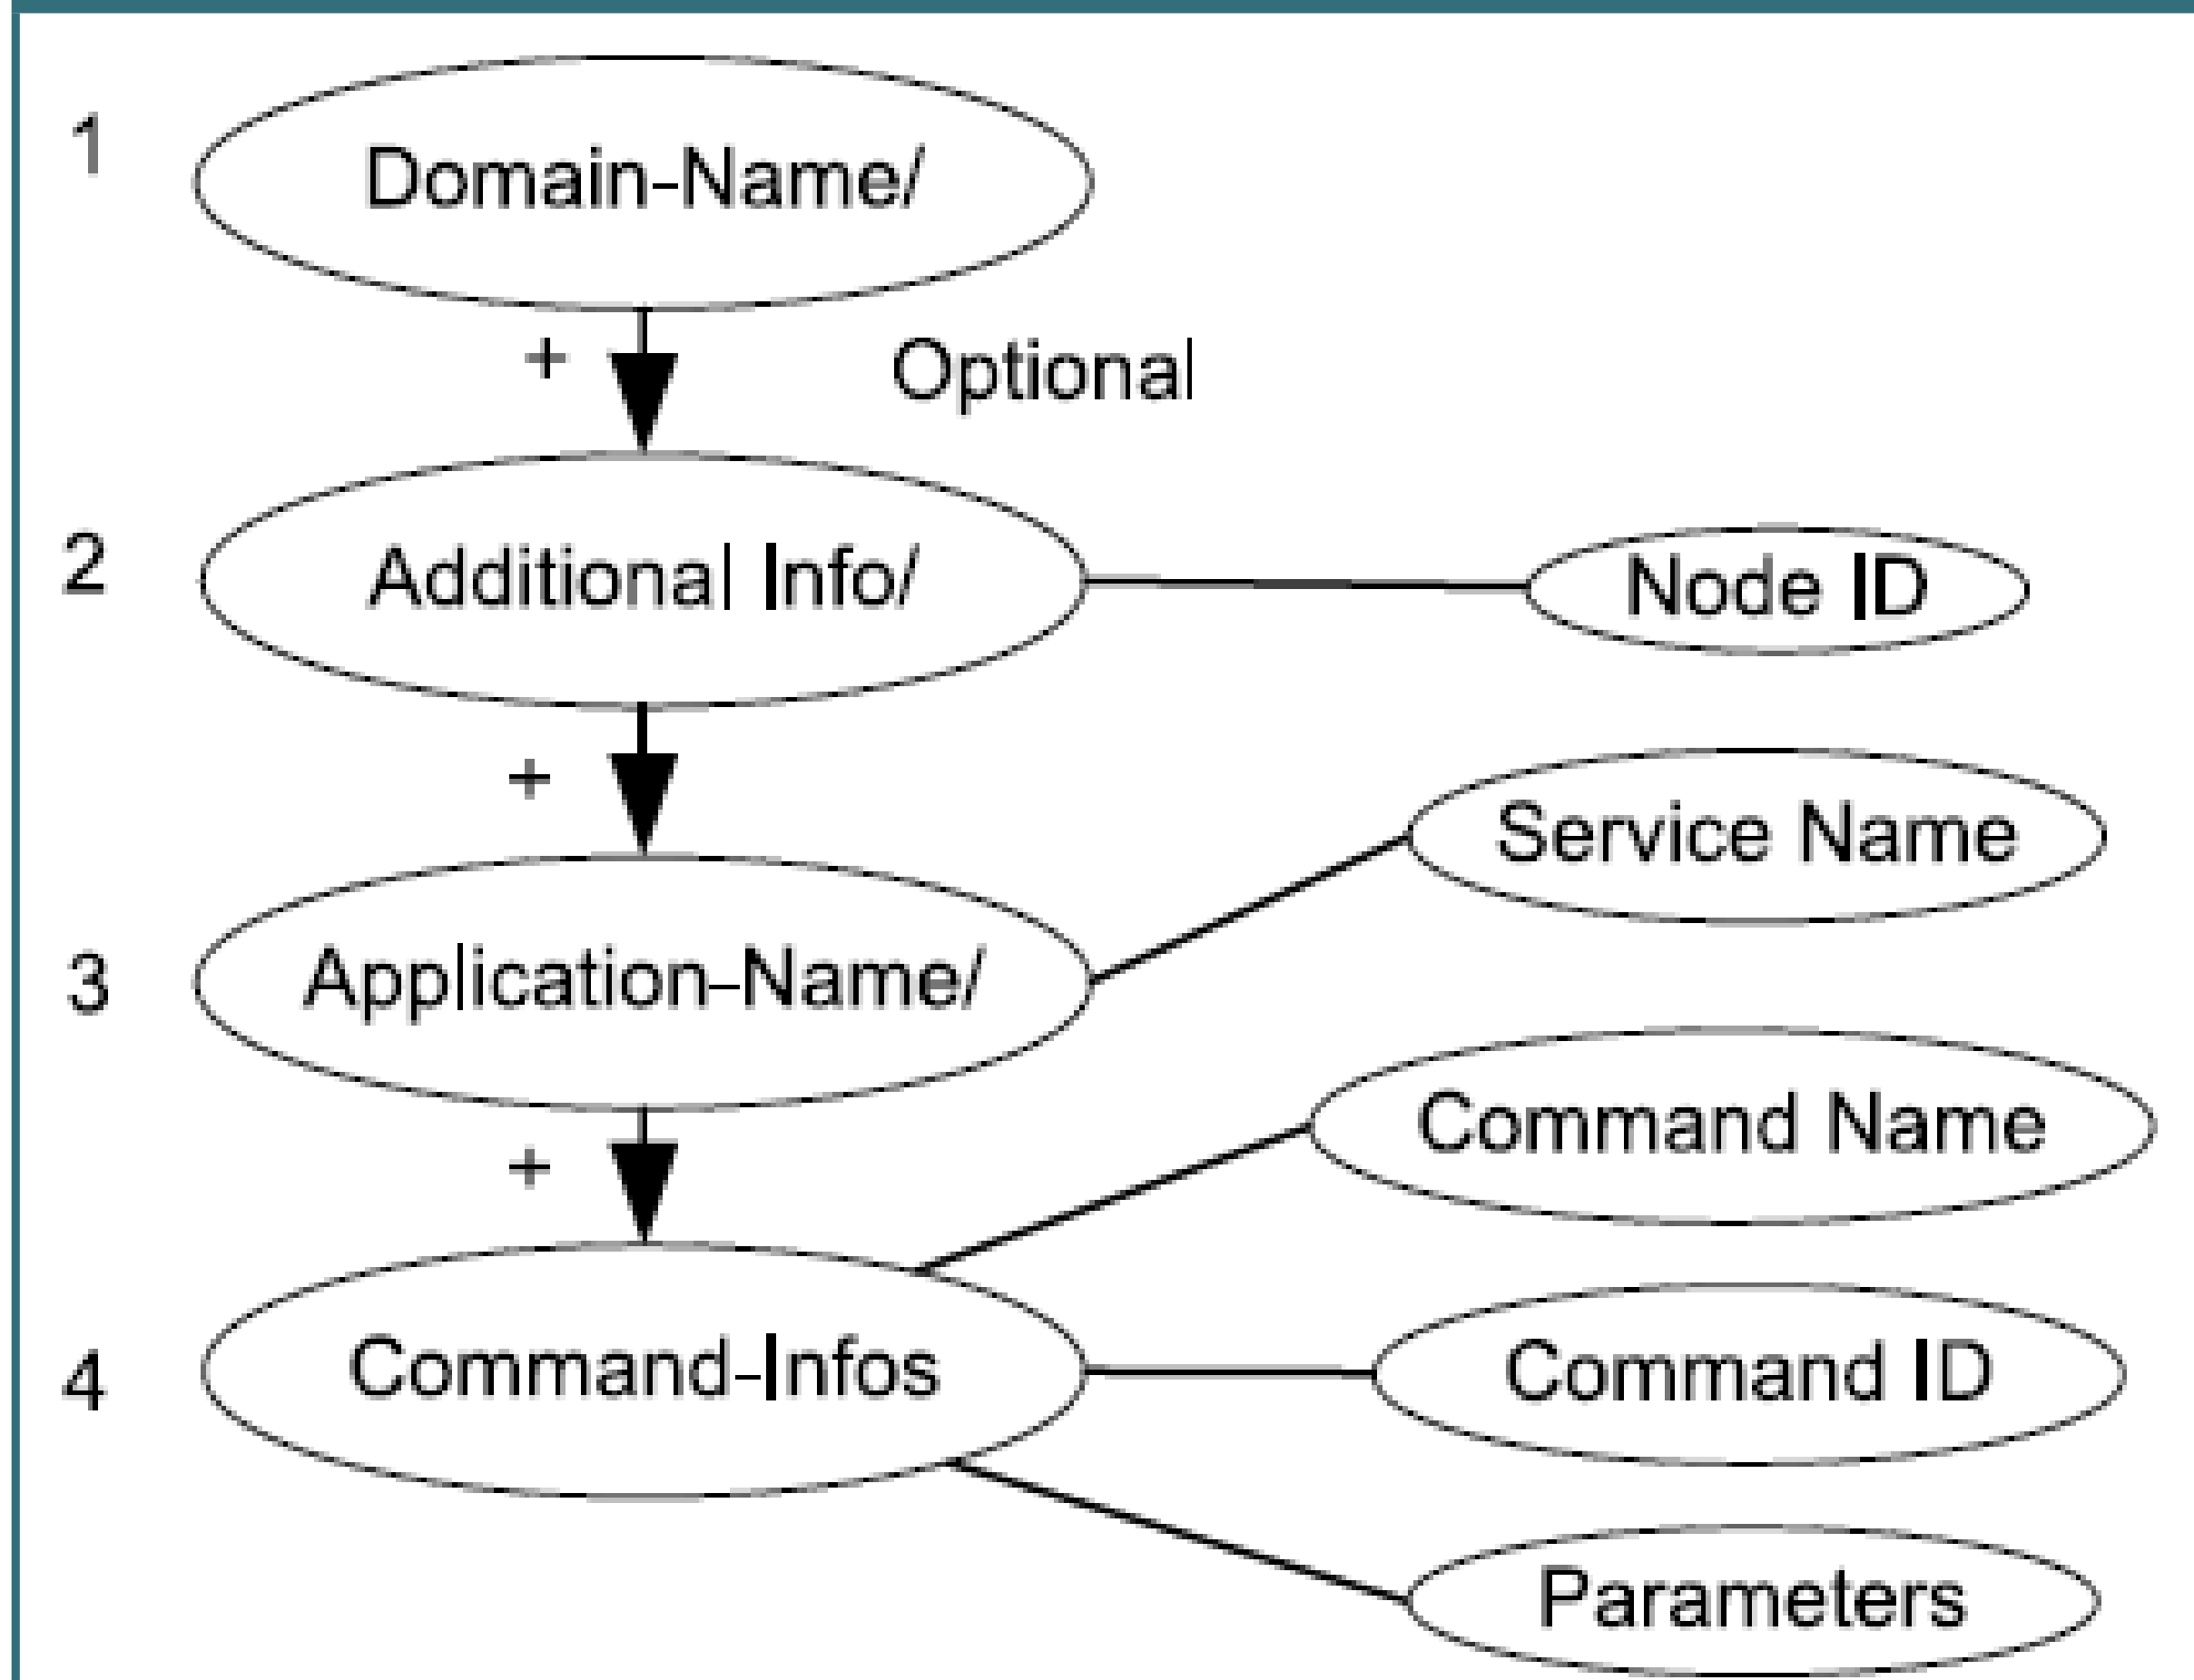 1
Domain-Name/
+
Optional
2
Additional Info/
Node ID
+
Service Name
3
Application-Name/
Command Name
+
4
Command-Infos
Command ID
Parameters